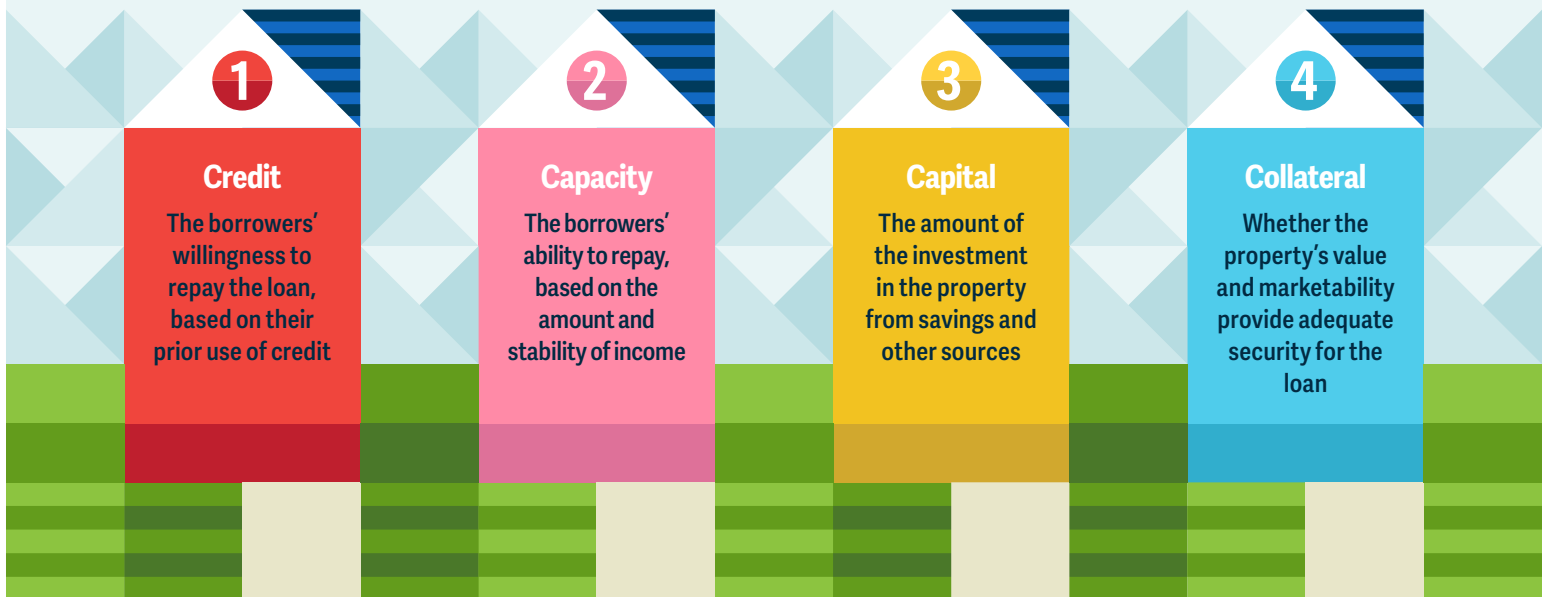 1
Credit
The borrowers’
willingness to
repay the loan,
based on their
prior use of credit
2
Capacity
The borrowers’
ability to repay,
based on the
amount and
stability of income
3
Capital
The amount of
the investment
in the property
from savings and
other sources
4
Collateral
Whether the
property’s value
and marketability
provide adequate
security for the
loan